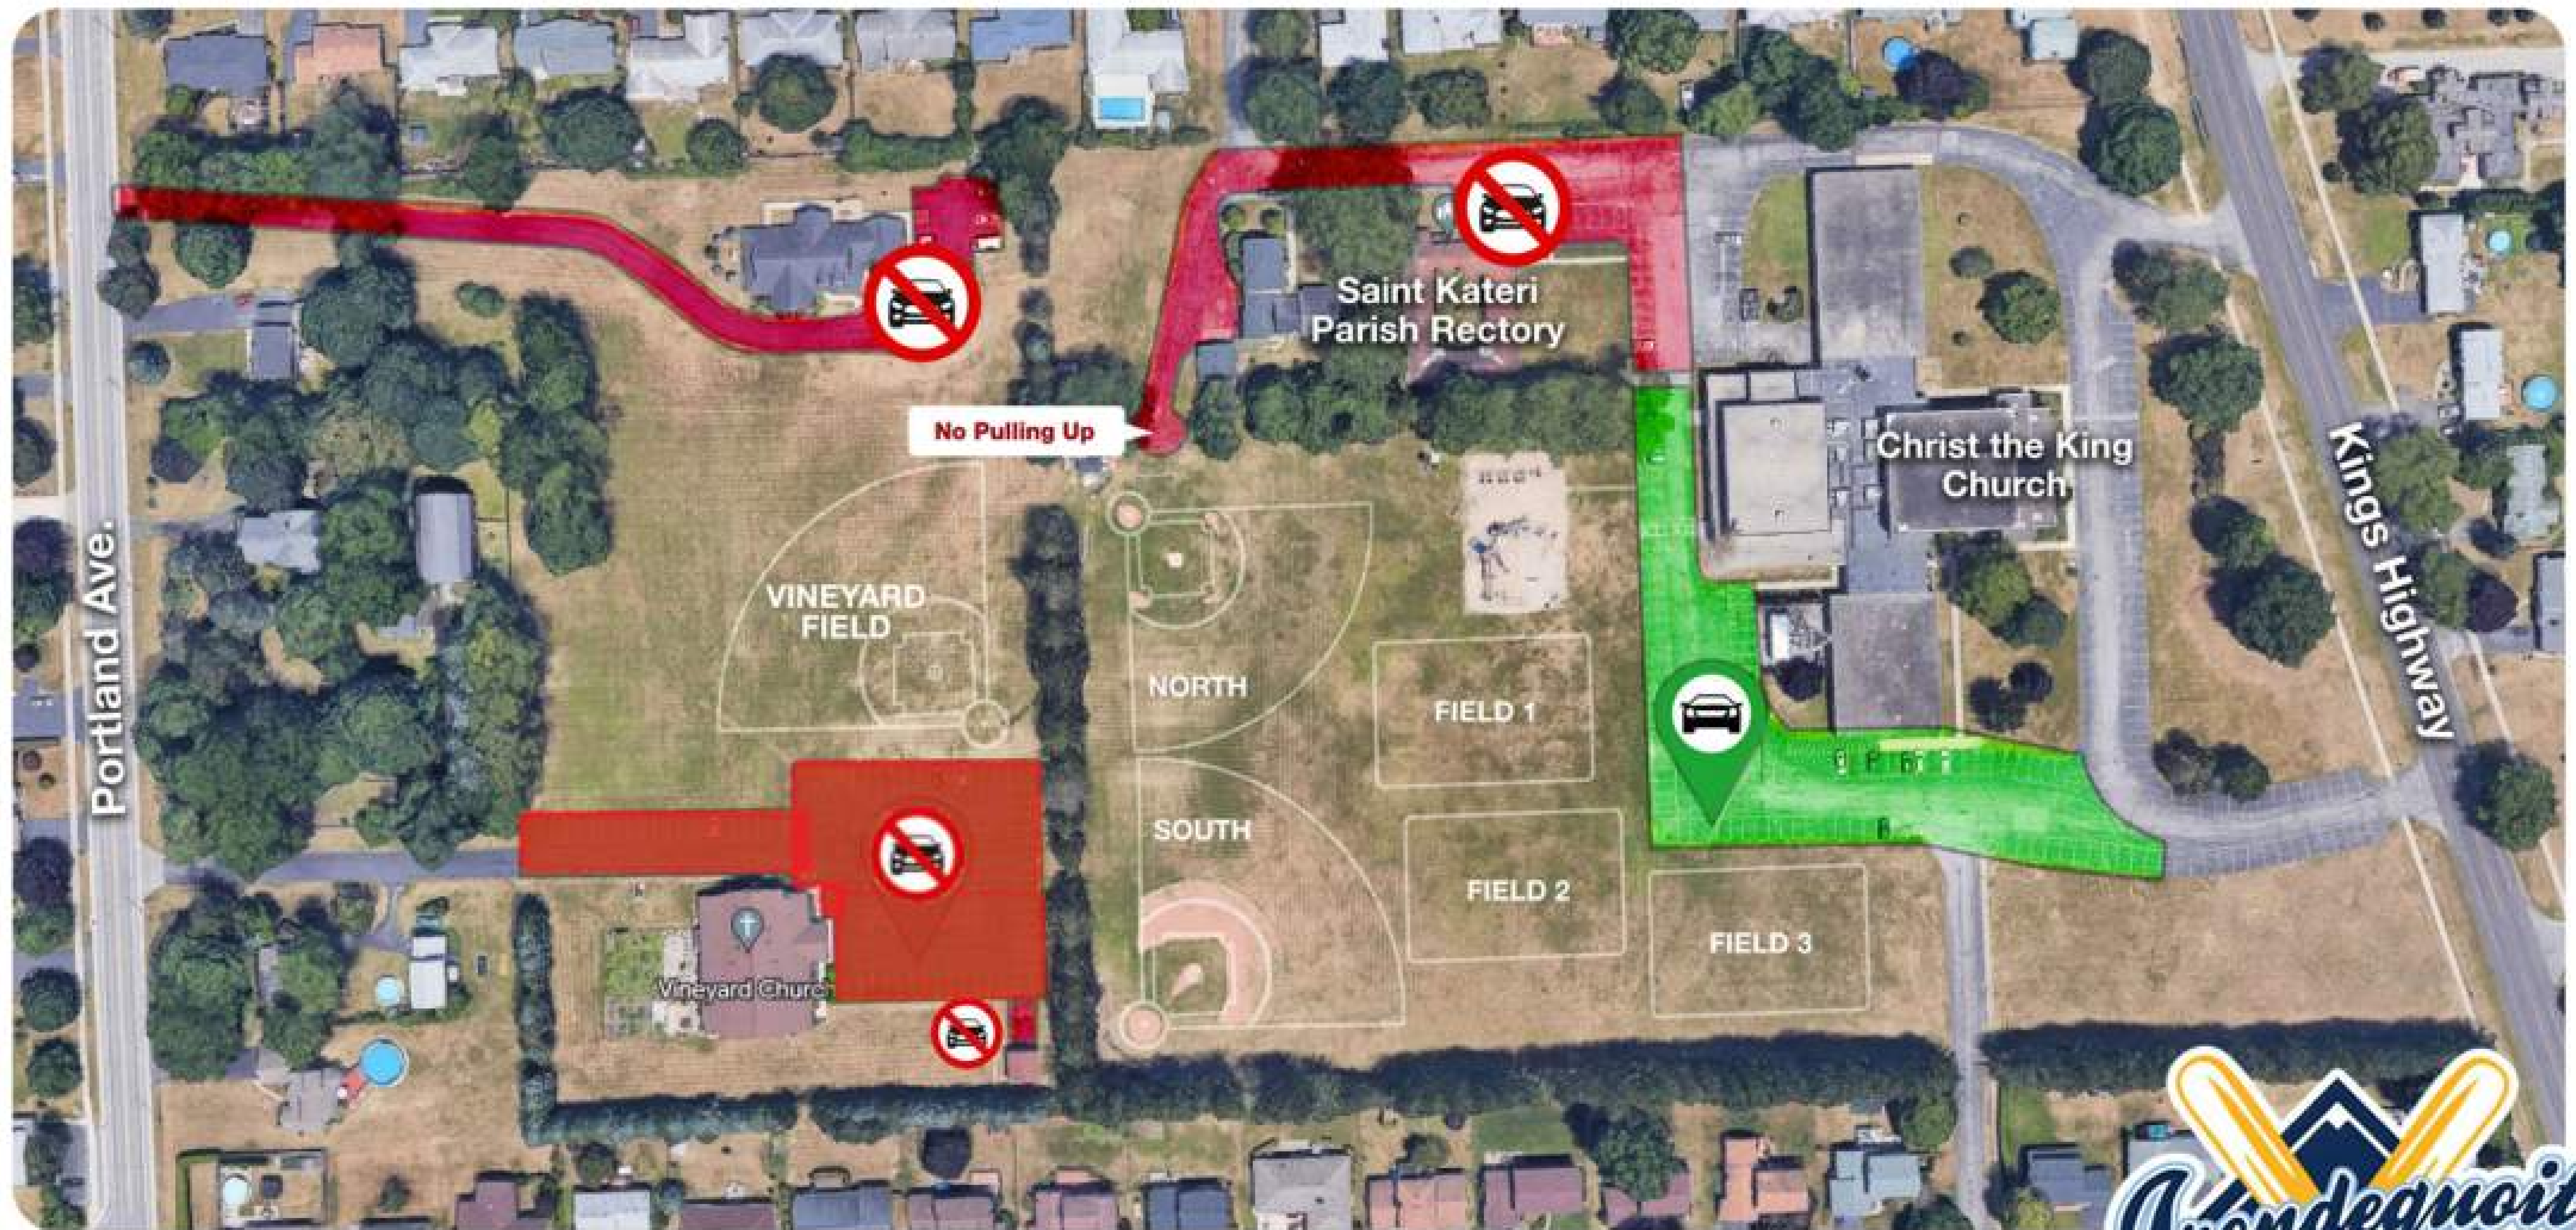 Saint Kateri
Parish Rectory
No Pulling Up
Christ the King
Church
Kings Highway
Portland Ave.
VINEYARD
FIELD
NORTH
FIELD 1
SOUTH
FIELD 2
FIELD 3
Vineyard Church